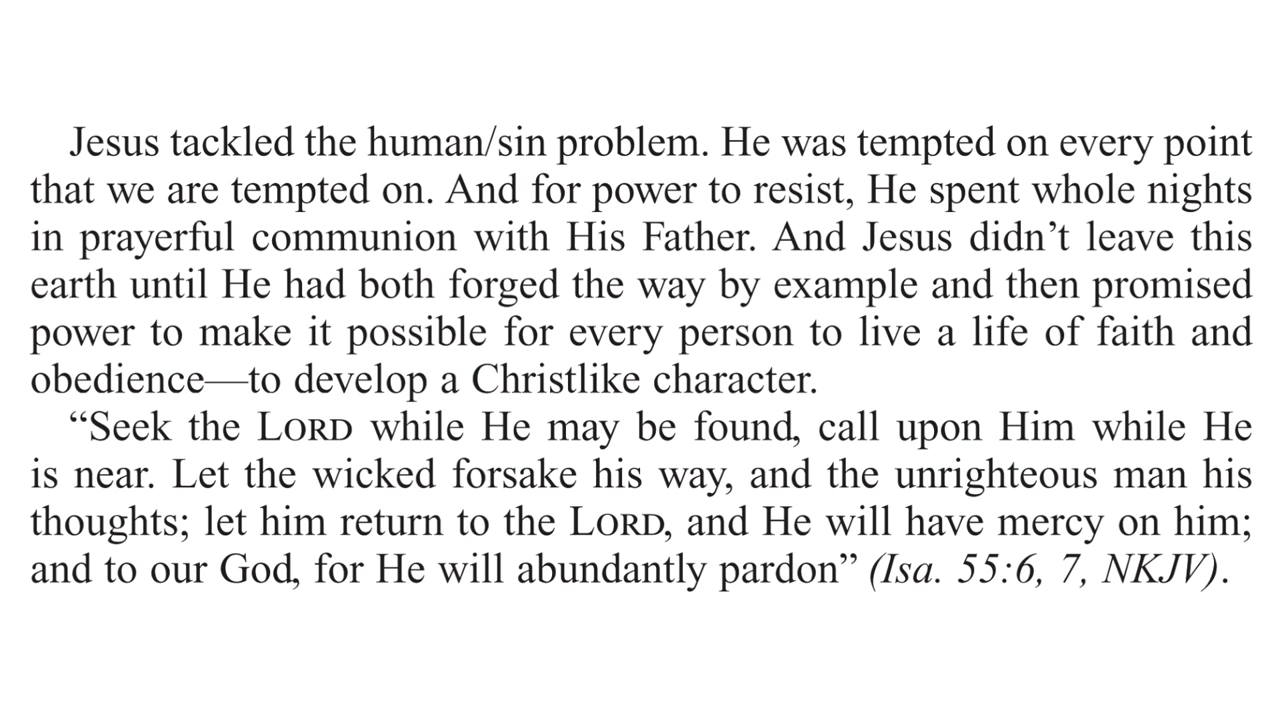 Jesus tackled the human/sin problem. He was tempted on every point
that we are tempted on. And for power to resist, He spent whole nights
in prayerful communion with His Father. And Jesus didn’t leave this
earth until He had both forged the way by example and then promised
power to make it possible for every person to live a life of faith and
obedience—to develop a Christlike character.
“Seek the LORD while He may be found, call upon Him while He
is near. Let the wicked forsake his way, and the unrighteous man his
thoughts; let him return to the LORD, and He will have mercy on him;
and to our God, for He will abundantly pardon” (Isa. 55:6, 7, NKJV).